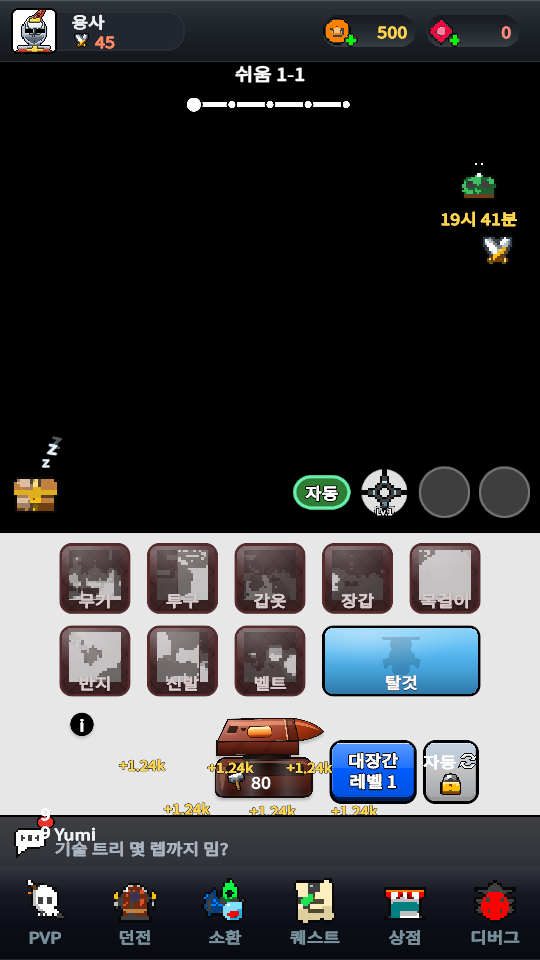 용사
45
500
0
쉬움 1-1
19시 41분
z
z
자동
Lv.1
무기
투구
갑옷
장갑
목걸이
반지
신발
벨트
탈것
i
+1.24k
+1.24k
+1.24k
80
대장간
레벨 1
자동
+1.24k
+1.24k
+1.24k
9
9
Yumi
기술 트리 몇 렙까지 밈?
PVP
던전
소환
퀘스트
상점
디버그